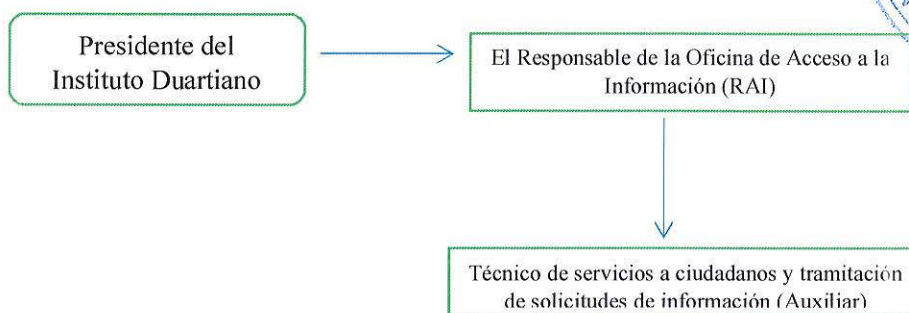 Presidente del
Instituto Duartiano
El Responsable de la Oficina de Acceso a la
Información (RAI)
Técnico de servicios a ciudadanos y tramitación
de solicitudes de información (Auxiliar)